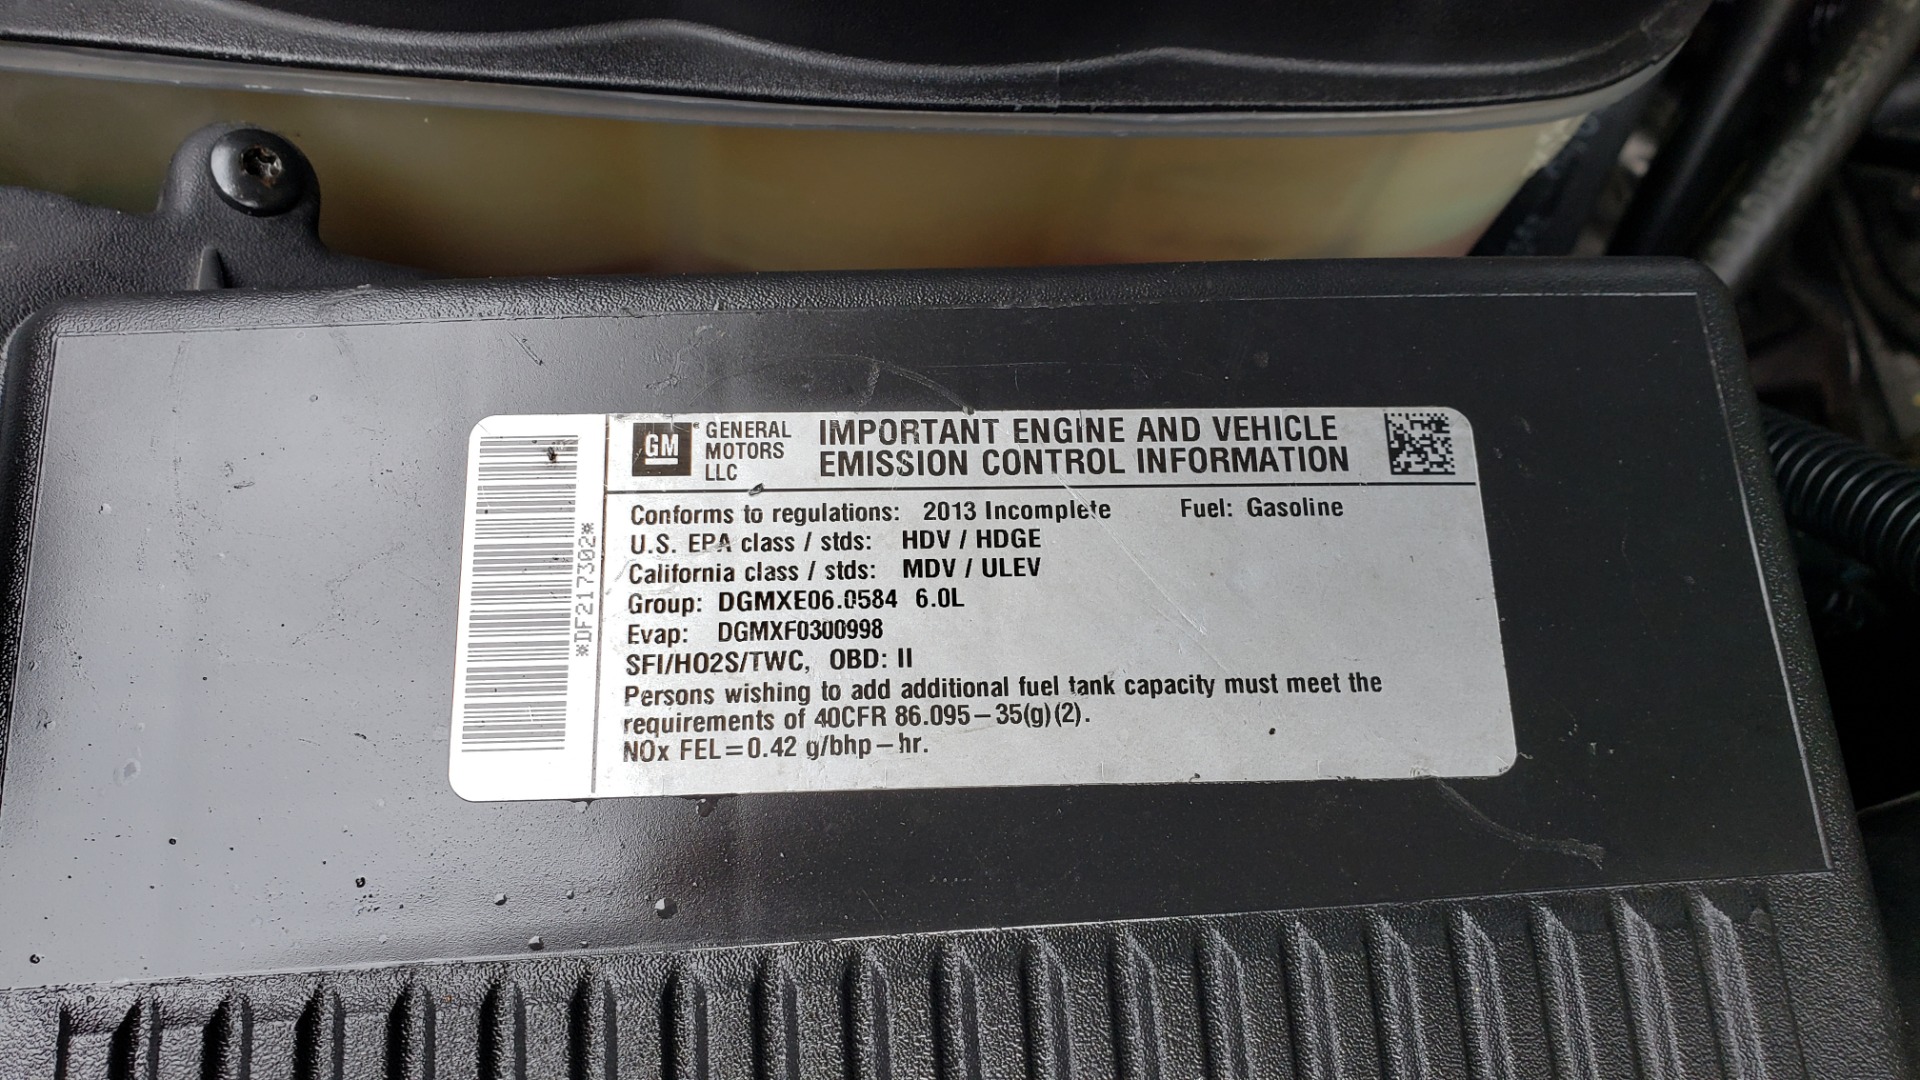 *DF217302*
GM
GENERAL
MOTORS
LLC
IMPORTANT ENGINE AND VEHICLE
EMISSION CONTROL INFORMATION
Conforms to regulations: 2013 Incomplete Fuel: Gasoline
U.S. EPA class / stds: HDV / HDGE
California class / stds: MDV / ULEV
Group: DGMXE06.0584 6.0L
Evap: DGMXF0300998
SFI/HO2S/TWC, OBD: II
Persons wishing to add additional fuel tank capacity must meet the
requirements of 40CFR 86.095–35(g)(2).
NOx FEL=0.42 g/bhp–hr.